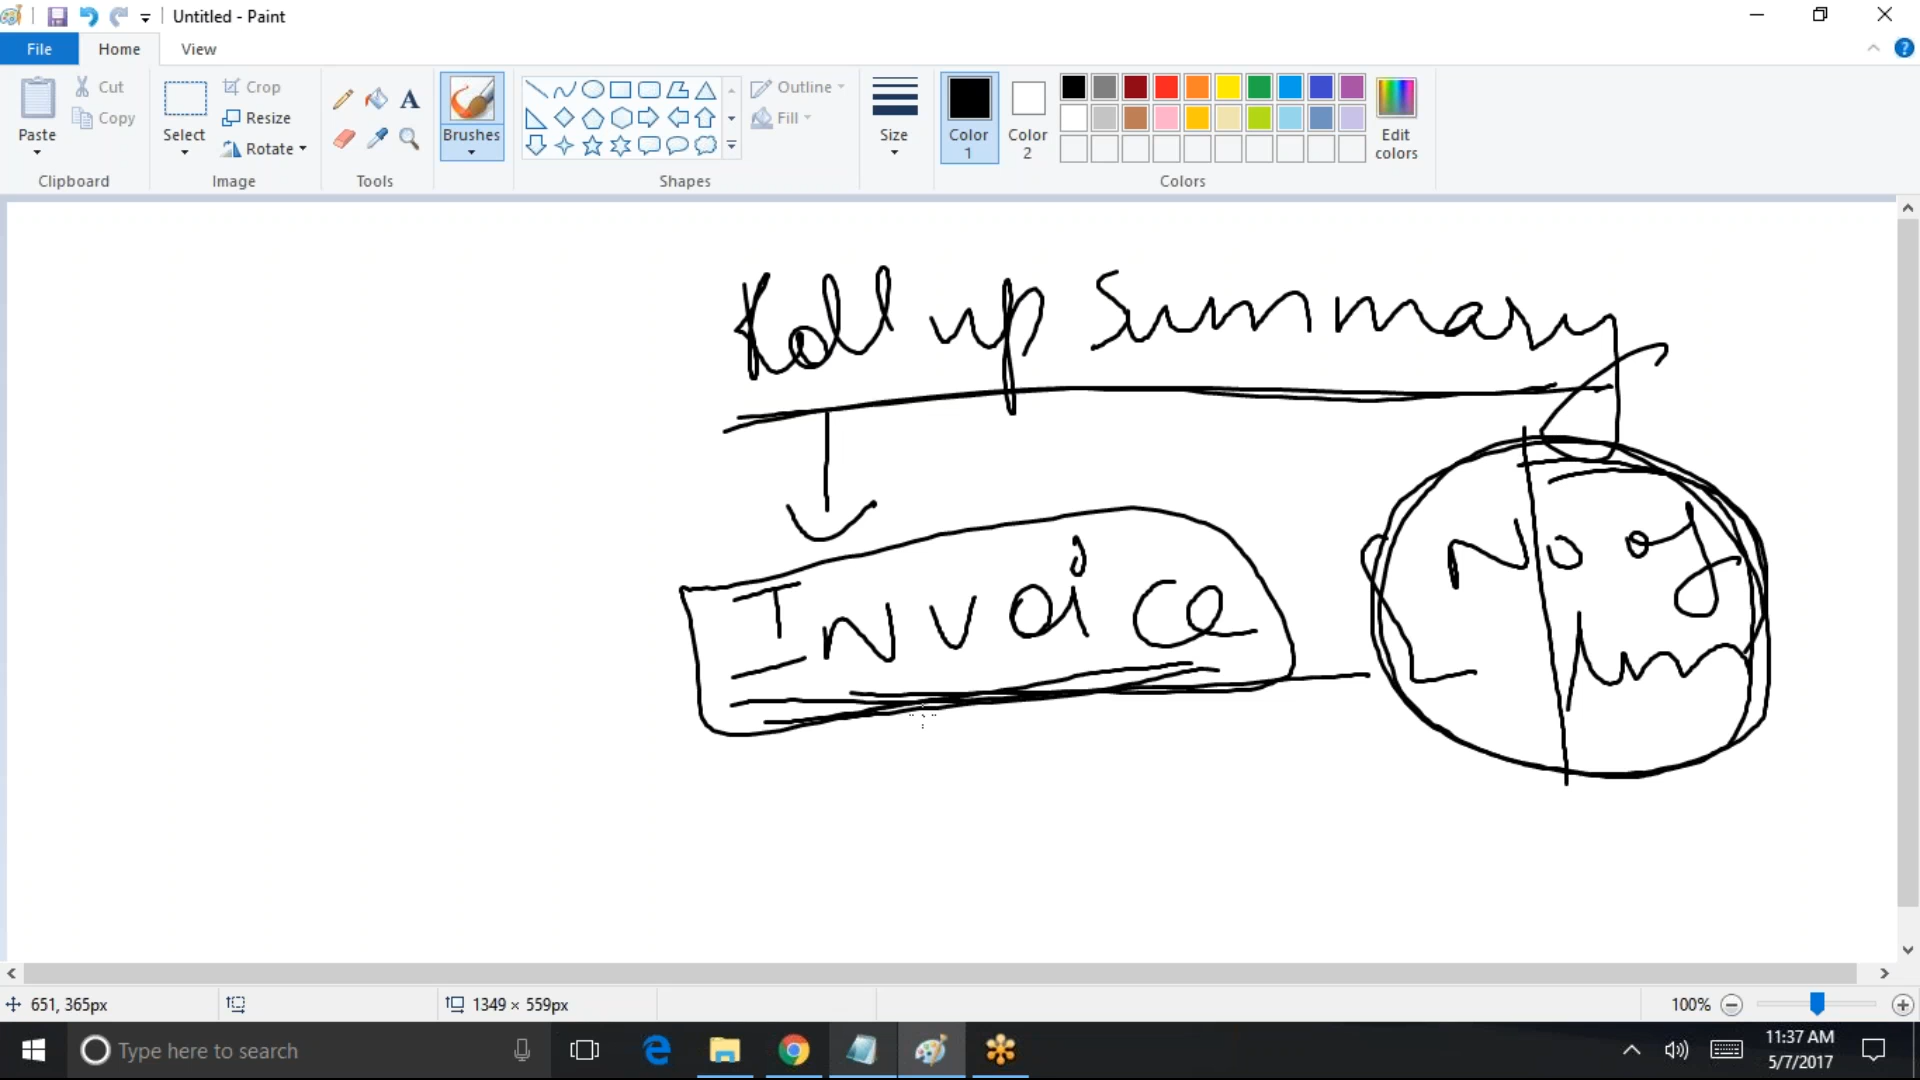 Untitled - Paint
File Home View
Paste Cut Copy Clipboard
Select Crop Resize Rotate Image
Tools
Brushes
Shapes
Outline Fill
Size
Color 1 Color 2 Edit colors Colors
Roll up Summary
Invoice
No of
651, 365px 1349 × 559px 100%
Type here to search
11:37 AM
5/7/2017